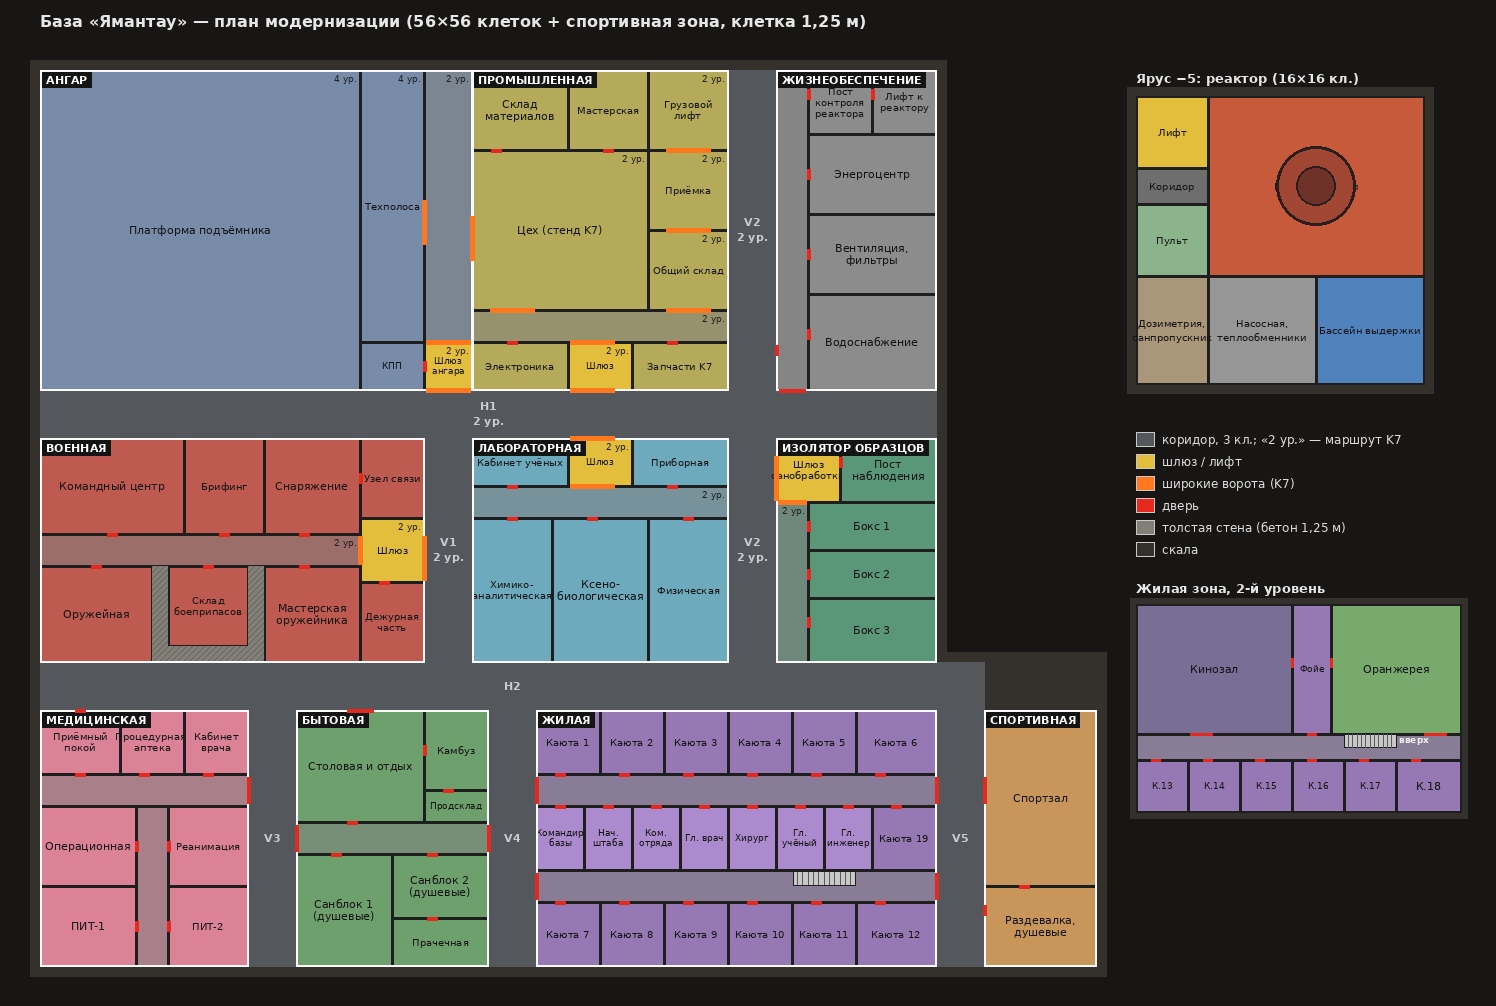 База «Ямантау» — план модернизации (56×56 клеток + спортивная зона, клетка 1,25 м)
АНГАР
4 ур.
4 ур.
2 ур.
Платформа подъёмника
Техполоса
КПП
2 ур.
Шлюз
ангара
ПРОМЫШЛЕННАЯ
2 ур.
Склад
материалов
Мастерская
Грузовой
лифт
2 ур.
2 ур.
Приёмка
Цех (стенд K7)
2 ур.
Общий склад
2 ур.
Электроника
2 ур.
Шлюз
Запчасти K7
V2
2 ур.
ЖИЗНЕОБЕСПЕЧЕНИЕ
Пост
контроля
реактора
Лифт к
реактору
Энергоцентр
Вентиляция,
фильтры
Водоснабжение
H1
2 ур.
ВОЕННАЯ
Командный центр
Брифинг
Снаряжение
Узел связи
2 ур.
2 ур.
Шлюз
Оружейная
Склад
боеприпасов
Мастерская
оружейника
Дежурная
часть
V1
2 ур.
ЛАБОРАТОРНАЯ
Кабинет учёных
2 ур.
Шлюз
Приборная
2 ур.
Химико-
аналитическая
Ксено-
биологическая
Физическая
V2
2 ур.
ИЗОЛЯТОР ОБРАЗЦОВ
Шлюз
санобработк
Пост
наблюдения
2 ур.
Бокс 1
Бокс 2
Бокс 3
H2
МЕДИЦИНСКАЯ
Приёмный
покой
Процедурная
аптека
Кабинет
врача
Операционная
Реанимация
ПИТ-1
ПИТ-2
V3
БЫТОВАЯ
Столовая и отдых
Камбуз
Продсклад
Санблок 1
(душевые)
Санблок 2
(душевые)
Прачечная
V4
ЖИЛАЯ
Каюта 1
Каюта 2
Каюта 3
Каюта 4
Каюта 5
Каюта 6
Командир
базы
Нач.
штаба
Ком.
отряда
Гл. врач
Хирург
Гл.
учёный
Гл.
инженер
Каюта 19
Каюта 7
Каюта 8
Каюта 9
Каюта 10
Каюта 11
Каюта 12
V5
СПОРТИВНАЯ
Спортзал
Раздевалка,
душевые
Ярус −5: реактор (16×16 кл.)
Лифт
Коридор
Пульт
Дозиметрия,
санпропускник
Насосная,
теплообменники
Бассейн выдержки
коридор, 3 кл.; «2 ур.» — маршрут K7
шлюз / лифт
широкие ворота (K7)
дверь
толстая стена (бетон 1,25 м)
скала
Жилая зона, 2-й уровень
Кинозал
Фойе
Оранжерея
вверх
К.13
К.14
К.15
К.16
К.17
К.18